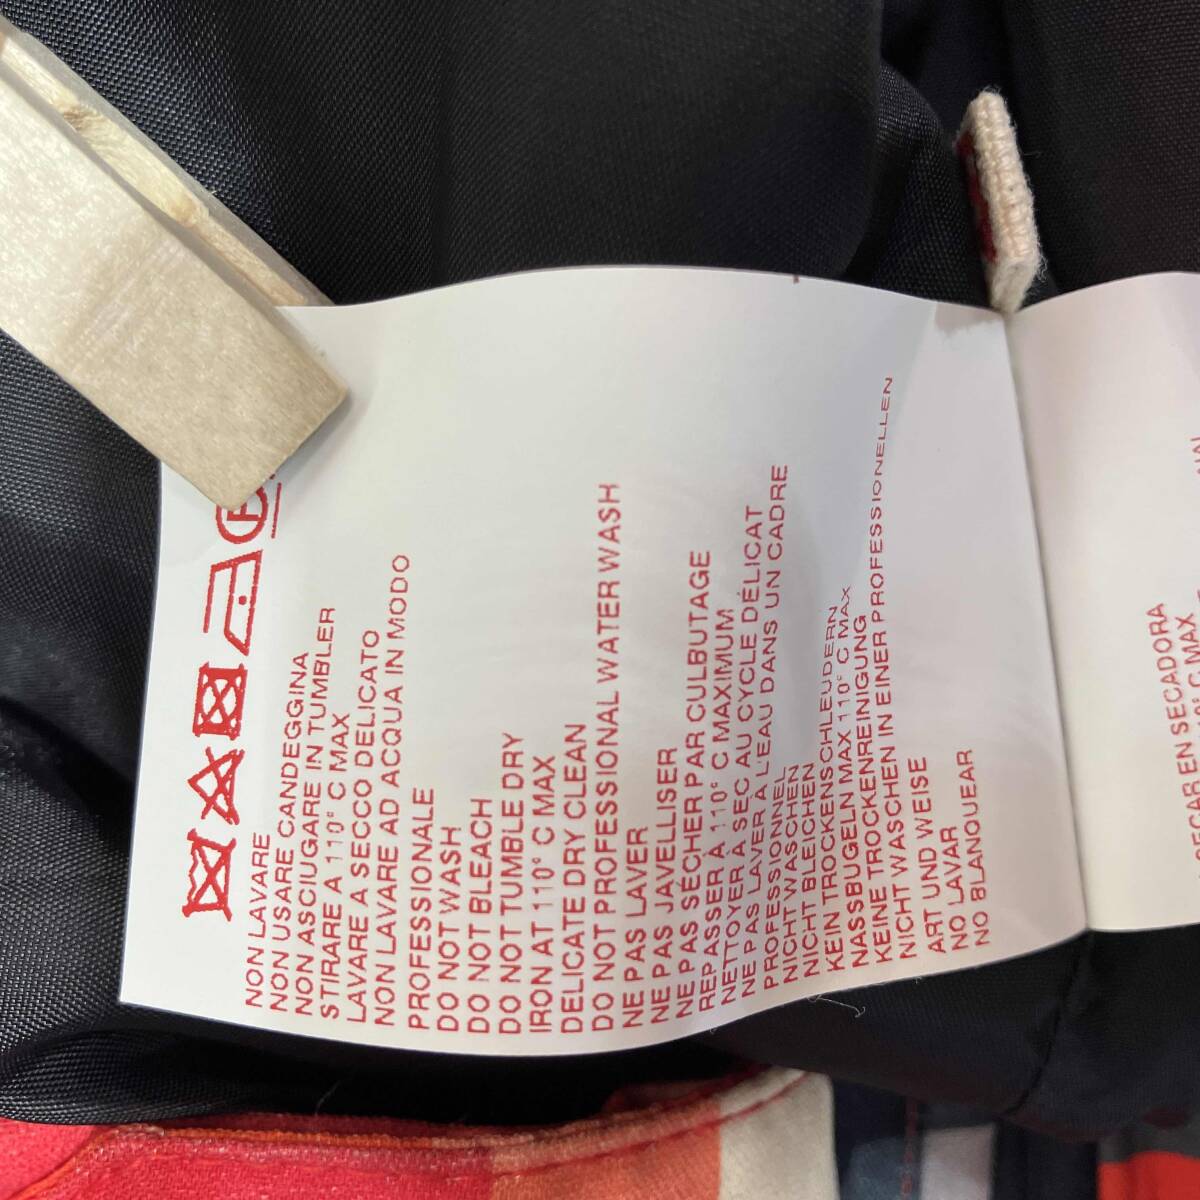 P
NON LAVARE
NON USARE CANDEGGINA
NON ASCIUGARE IN TUMBLER
STIRARE A 110° C MAX
LAVARE A SECCO DELICATO
NON LAVARE AD ACQUA IN MODO
PROFESSIONALE
DO NOT WASH
DO NOT BLEACH
DO NOT TUMBLE DRY
IRON AT 110° C MAX
DELICATE DRY CLEAN
DO NOT PROFESSIONAL WATER WASH
NE PAS LAVER
NE PAS JAVELLISER
NE PAS SÉCHER PAR CULBUTAGE
REPASSER À 110° C MAXIMUM
NETTOYER A SEC AU CYCLE DÉLICAT
NE PAS LAVER À L'EAU DANS UN CADRE
PROFESSIONNEL
NICHT WASCHEN
NICHT BLEICHEN
KEIN TROCKENSCHLEUDERN
NASSBUGELN MAX 110° C MAX
KEINE TROCKENREINIGUNG
NICHT WASCHEN IN EINER PROFESSIONELLEN
ART UND WEISE
NO LAVAR
NO BLANQUEAR
EN SECADORA
C MAX